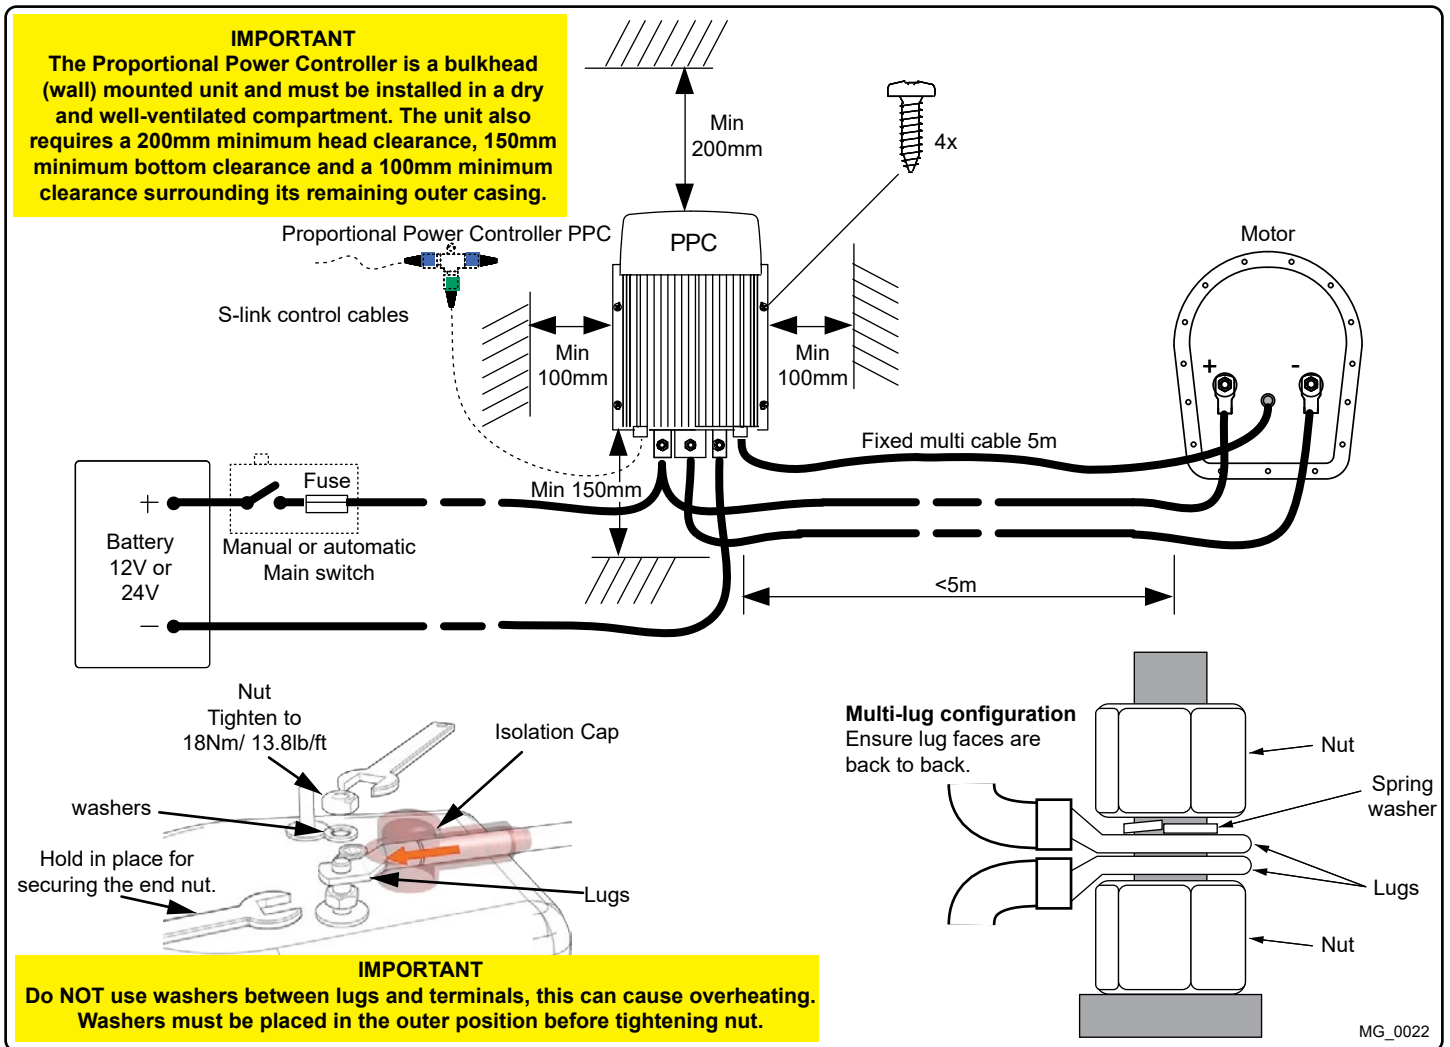 IMPORTANT
The Proportional Power Controller is a bulkhead
(wall) mounted unit and must be installed in a dry
and well-ventilated compartment. The unit also
requires a 200mm minimum head clearance, 150mm
minimum bottom clearance and a 100mm minimum
clearance surrounding its remaining outer casing.
Min
200mm
4x
Proportional Power Controller PPC
PPC
Motor
S-link control cables
Min
100mm
Min
100mm
+
-
Fixed multi cable 5m
Fuse
Min 150mm
+
Battery
12V or
24V
−
Manual or automatic
Main switch
<5m
Nut
Tighten to
18Nm/ 13.8lb/ft
Isolation Cap
washers
Hold in place for
securing the end nut.
Lugs
Multi-lug configuration
Ensure lug faces are
back to back.
Nut
Spring
washer
Lugs
Nut
IMPORTANT
Do NOT use washers between lugs and terminals, this can cause overheating.
Washers must be placed in the outer position before tightening nut.
MG_0022